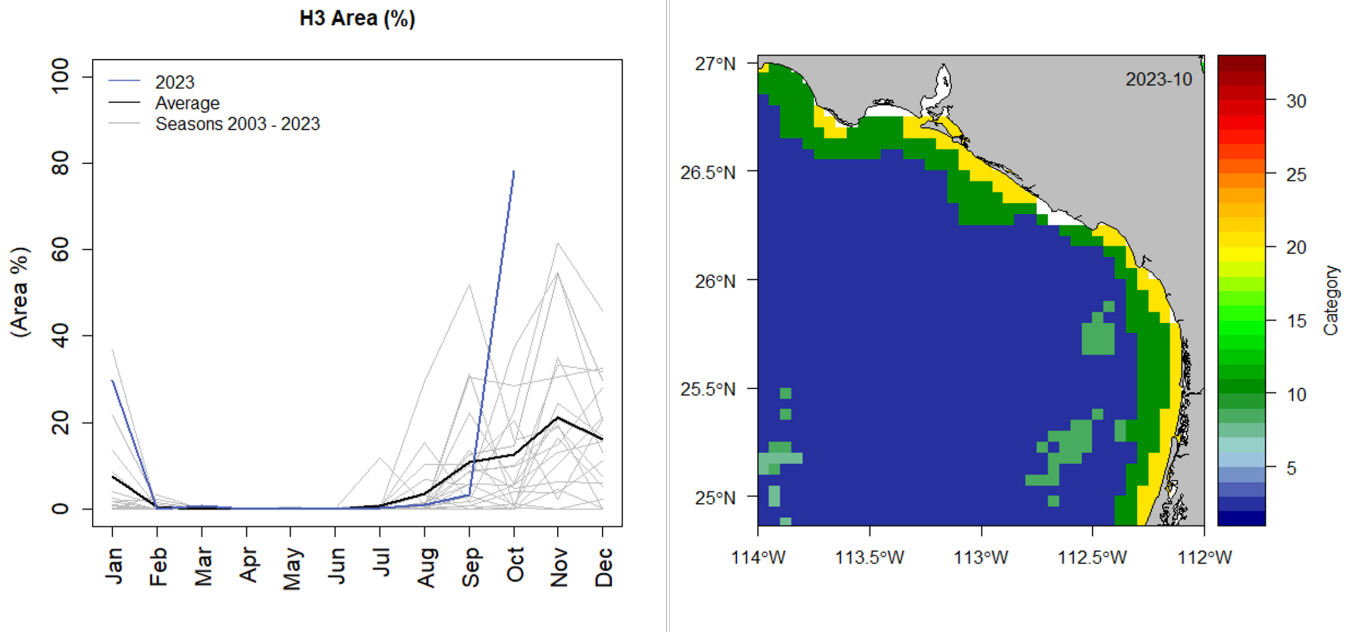 H3 Area (%)
2023
Average
Seasons 2003 - 2023
(Area %)
100
80
60
40
20
0
Jan Feb Mar Apr May Jun Jul Aug Sep Oct Nov Dec
2023-10
27°N
26.5°N
26°N
25.5°N
25°N
114°W 113.5°W 113°W 112.5°W 112°W
30
25
20
15
10
5
Category